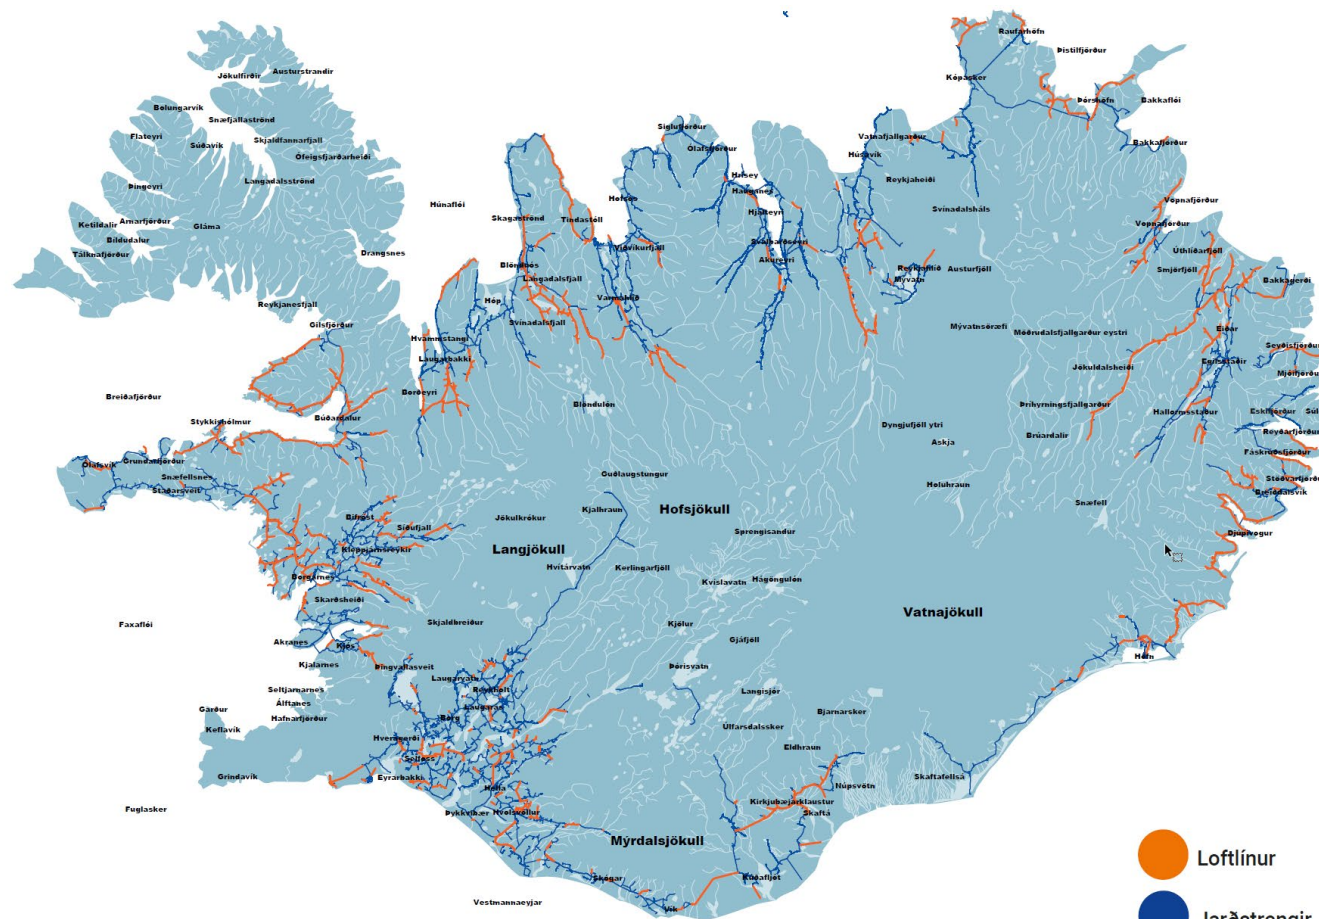 Raufarhöfn
Þistilfjörður
Austurstrandir
Jökulfirðir
Kópasker
Þórshöfn
Bakkaflói
Bolungarvík
Snæfjallaströnd
Siglufjörður
Flateyri
Skjaldfannarfjall
Vatnafjallgarður
Súðavík
Ólafsfjörður
Bakkafjörður
Ófeigsfjarðarheiði
Húsavík
Hrísey
Langadalsströnd
Reykjaheiði
Þingeyri
Hauganes
Hofsós
Vopnafjörður
Húnaflói
Svínadalsháls
Hjalteyri
Arnarfjörður
Skagaströnd
Tindastóll
Ketildalir
Gláma
Vopnafjörður
Bíldudalur
Svalbarðseyri
Viðvíkurfjall
Drangsnes
Tálknafjörður
Úthlíðarfjöll
Akureyri
Blönduós
Reykjahlíð
Austurfjöll
Smjörfjöll
Langadalsfjall
Mývatn
Bakkagerði
Hóp
Varmahlíð
Reykjanesfjall
Gilsfjörður
Svínadalsfjall
Mývatnsöræfi
Möðrudalsfjallgarður eystri
Eiðar
Hvammstangi
Seyðisfjörður
Laugarbakki
Egilsstaðir
Jökuldalsheiði
Mjóifjörður
Borðeyri
Breiðafjörður
Blöndulón
Þríhyrningsfjallgarður
Hallormsstaður
Eskifjörður
Búðardalur
Stykkishólmur
Dyngjufjöll ytri
Brúardalir
Reyðarfjörður
Askja
Fáskrúðsfjörður
Grundarfjörður
Ólafsvík
Snæfellsnes
Guðlaugstungur
Stöðvarfjörður
Holuhraun
Staðarsveit
Breiðdalsvík
Snæfell
Kjalhraun
Hofsjökull
Bifröst
Jökulkrókur
Síðufjall
Sprengisandur
Djúpivogur
Langjökull
Kleppjárnsreykir
Hvítárvatn
Kerlingarfjöll
Borgarnes
Kvíslavatn
Hágöngulón
Skarðsheiði
Vatnajökull
Faxaflói
Skjaldbreiður
Kjölur
Akranes
Gjáfjöll
Kjós
Höfn
Kjalarnes
Þingvallasveit
Þórisvatn
Laugarvatn
Seltjarnarnes
Reykholt
Langisjór
Álftanes
Garður
Laugarás
Bjarnarsker
Hafnarfjörður
Borg
Keflavík
Úlfarsdalssker
Hveragerði
Eldhraun
Selfoss
Grindavík
Eyrarbakki
Skaftafellsá
Núpsvötn
Hella
Kirkjubæjarklaustur
Fuglasker
Þykkvibær
Hvolsvöllur
Skaftá
Mýrdalsjökull
Loftlínur
Skógar
Kúðafljót
Vestmannaeyjar
Vík
Jarðstrengir